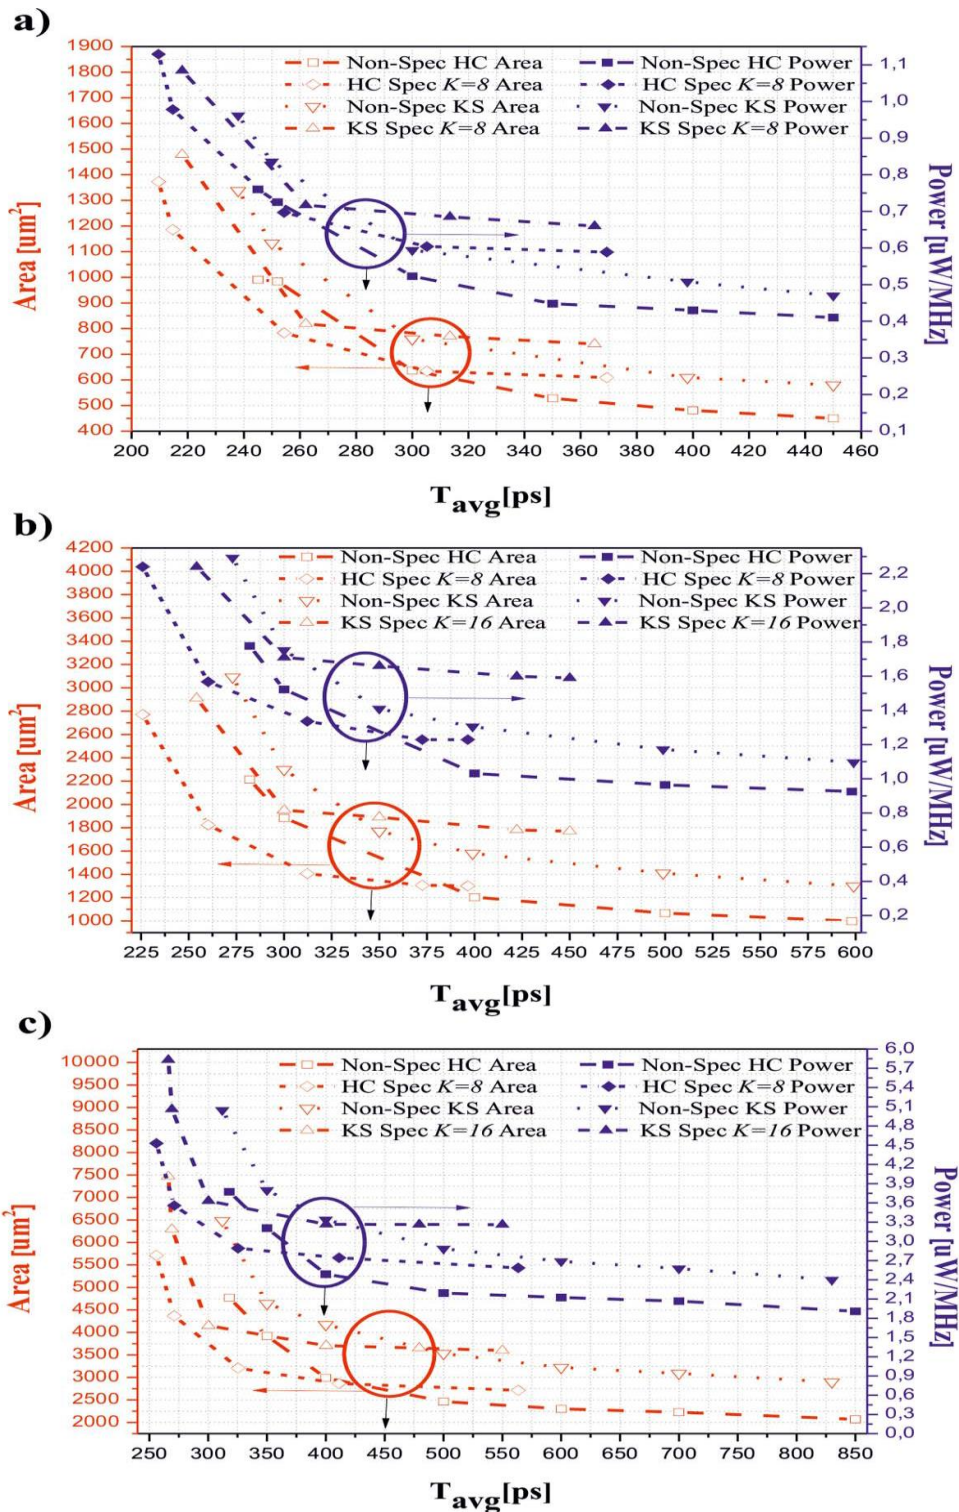 a)
Non-Spec HC Area
HC Spec K=8 Area
Non-Spec KS Area
KS Spec K=8 Area
Non-Spec HC Power
HC Spec K=8 Power
Non-Spec KS Power
KS Spec K=8 Power
1900
1800
1700
1600
1500
1400
1300
1200
1100
1000
900
800
700
600
500
400
Area [um²]
1,1
1,0
0,9
0,8
0,7
0,6
0,5
0,4
0,3
0,2
0,1
Power [uW/MHz]
200 220 240 260 280 300 320 340 360 380 400 420 440 460
Tavg[ps]
b)
Non-Spec HC Area
HC Spec K=8 Area
Non-Spec KS Area
KS Spec K=16 Area
Non-Spec HC Power
HC Spec K=8 Power
Non-Spec KS Power
KS Spec K=16 Power
4200
4000
3800
3600
3400
3200
3000
2800
2600
2400
2200
2000
1800
1600
1400
1200
1000
Area [um²]
2,2
2,0
1,8
1,6
1,4
1,2
1,0
0,8
0,6
0,4
0,2
Power [uW/MHz]
225 250 275 300 325 350 375 400 425 450 475 500 525 550 575 600
Tavg[ps]
c)
Non-Spec HC Area
HC Spec K=8 Area
Non-Spec KS Area
KS Spec K=16 Area
Non-Spec HC Power
HC Spec K=8 Power
Non-Spec KS Power
KS Spec K=16 Power
10000
9500
9000
8500
8000
7500
7000
6500
6000
5500
5000
4500
4000
3500
3000
2500
2000
Area [um²]
6,0
5,7
5,4
5,1
4,8
4,5
4,2
3,9
3,6
3,3
3,0
2,7
2,4
2,1
1,8
1,5
1,2
0,9
0,6
0,3
0,0
Power [uW/MHz]
250 300 350 400 450 500 550 600 650 700 750 800 850
Tavg[ps]